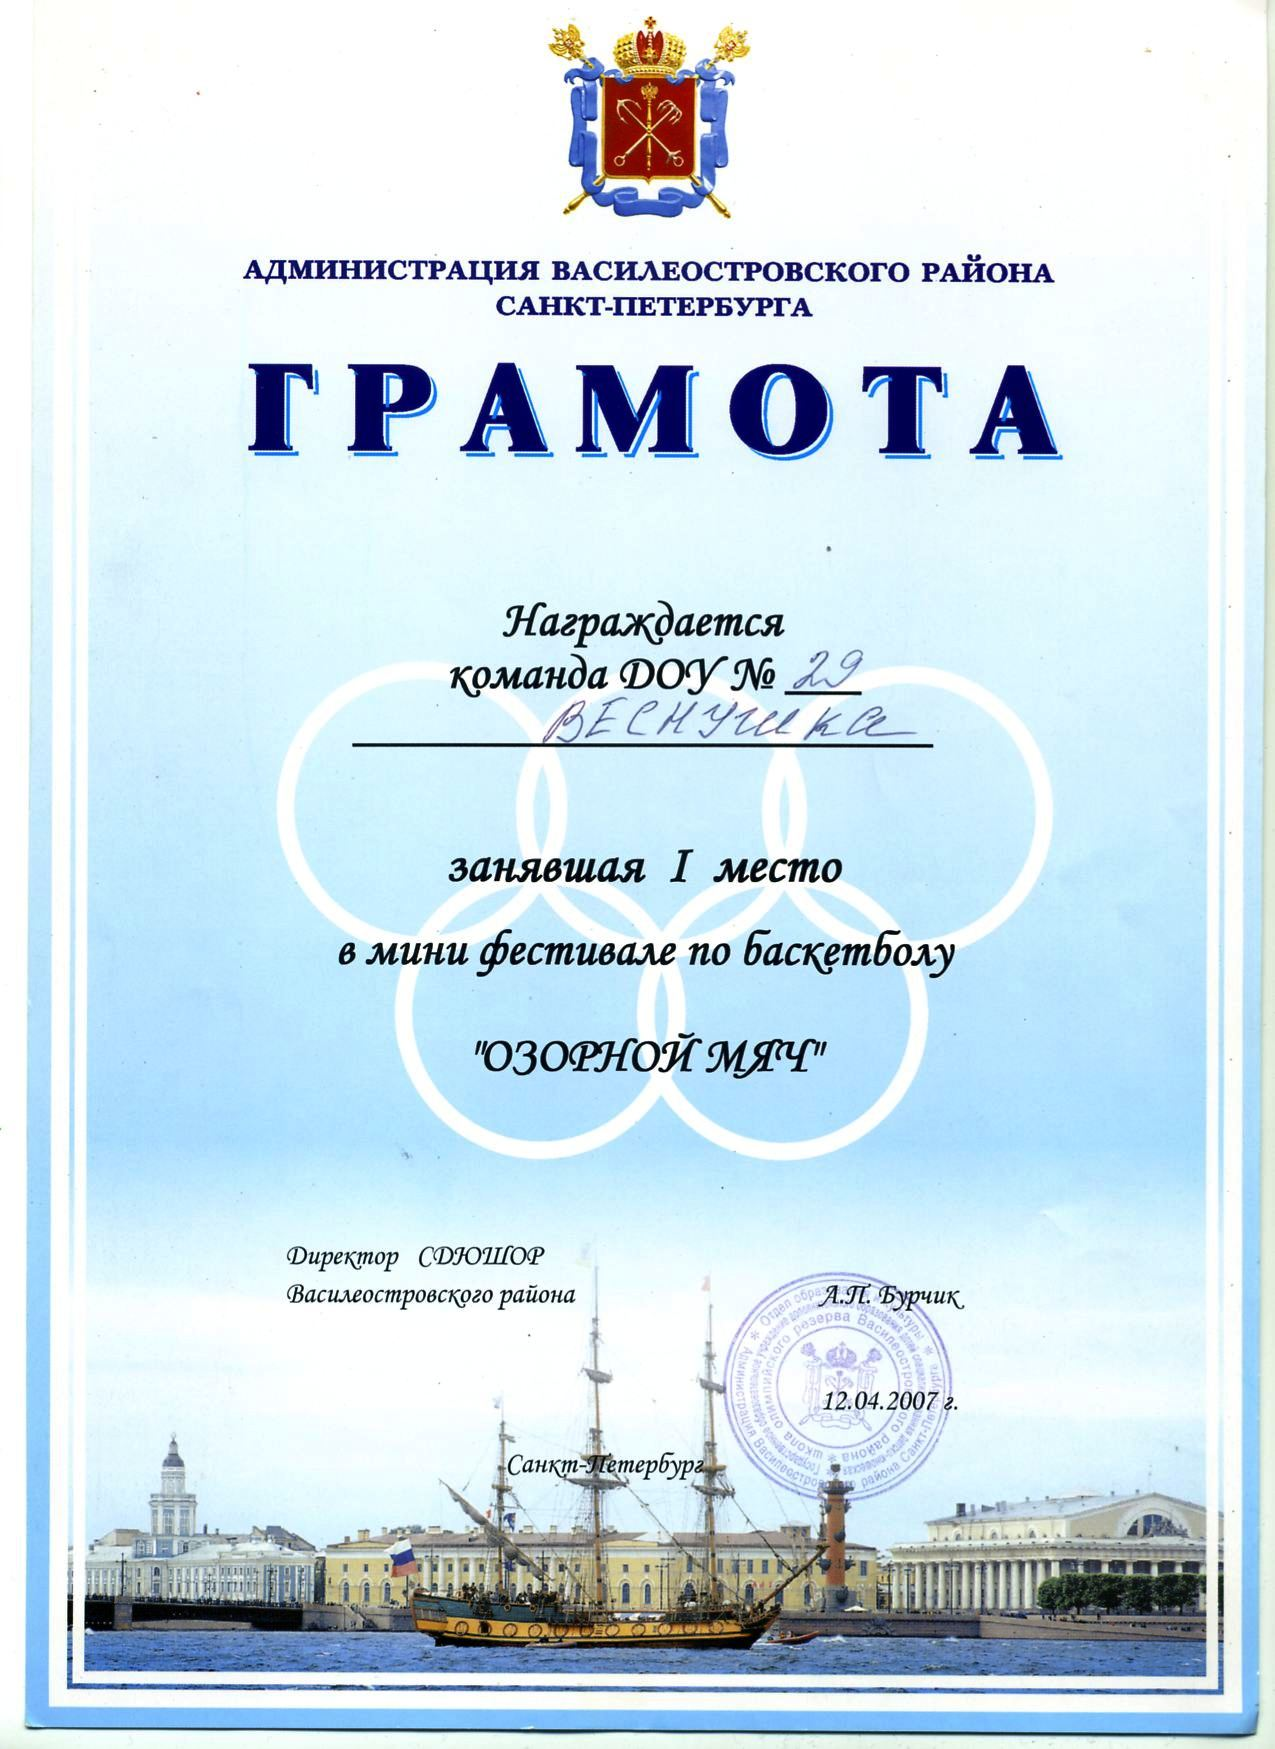 АДМИНИСТРАЦИЯ ВАСИЛЕОСТРОВСКОГО РАЙОНА
САНКТ-ПЕТЕРБУРГА
ГРАМОТА
Награждается
команда ДОУ № 29
ВЕСНУШКА
занявшая I место
в мини фестивале по баскетболу
"ОЗОРНОЙ МЯЧ"
Директор СДЮШОР
Василеостровского района
А.П. Бурчик
12.04.2007 г.
Санкт-Петербург